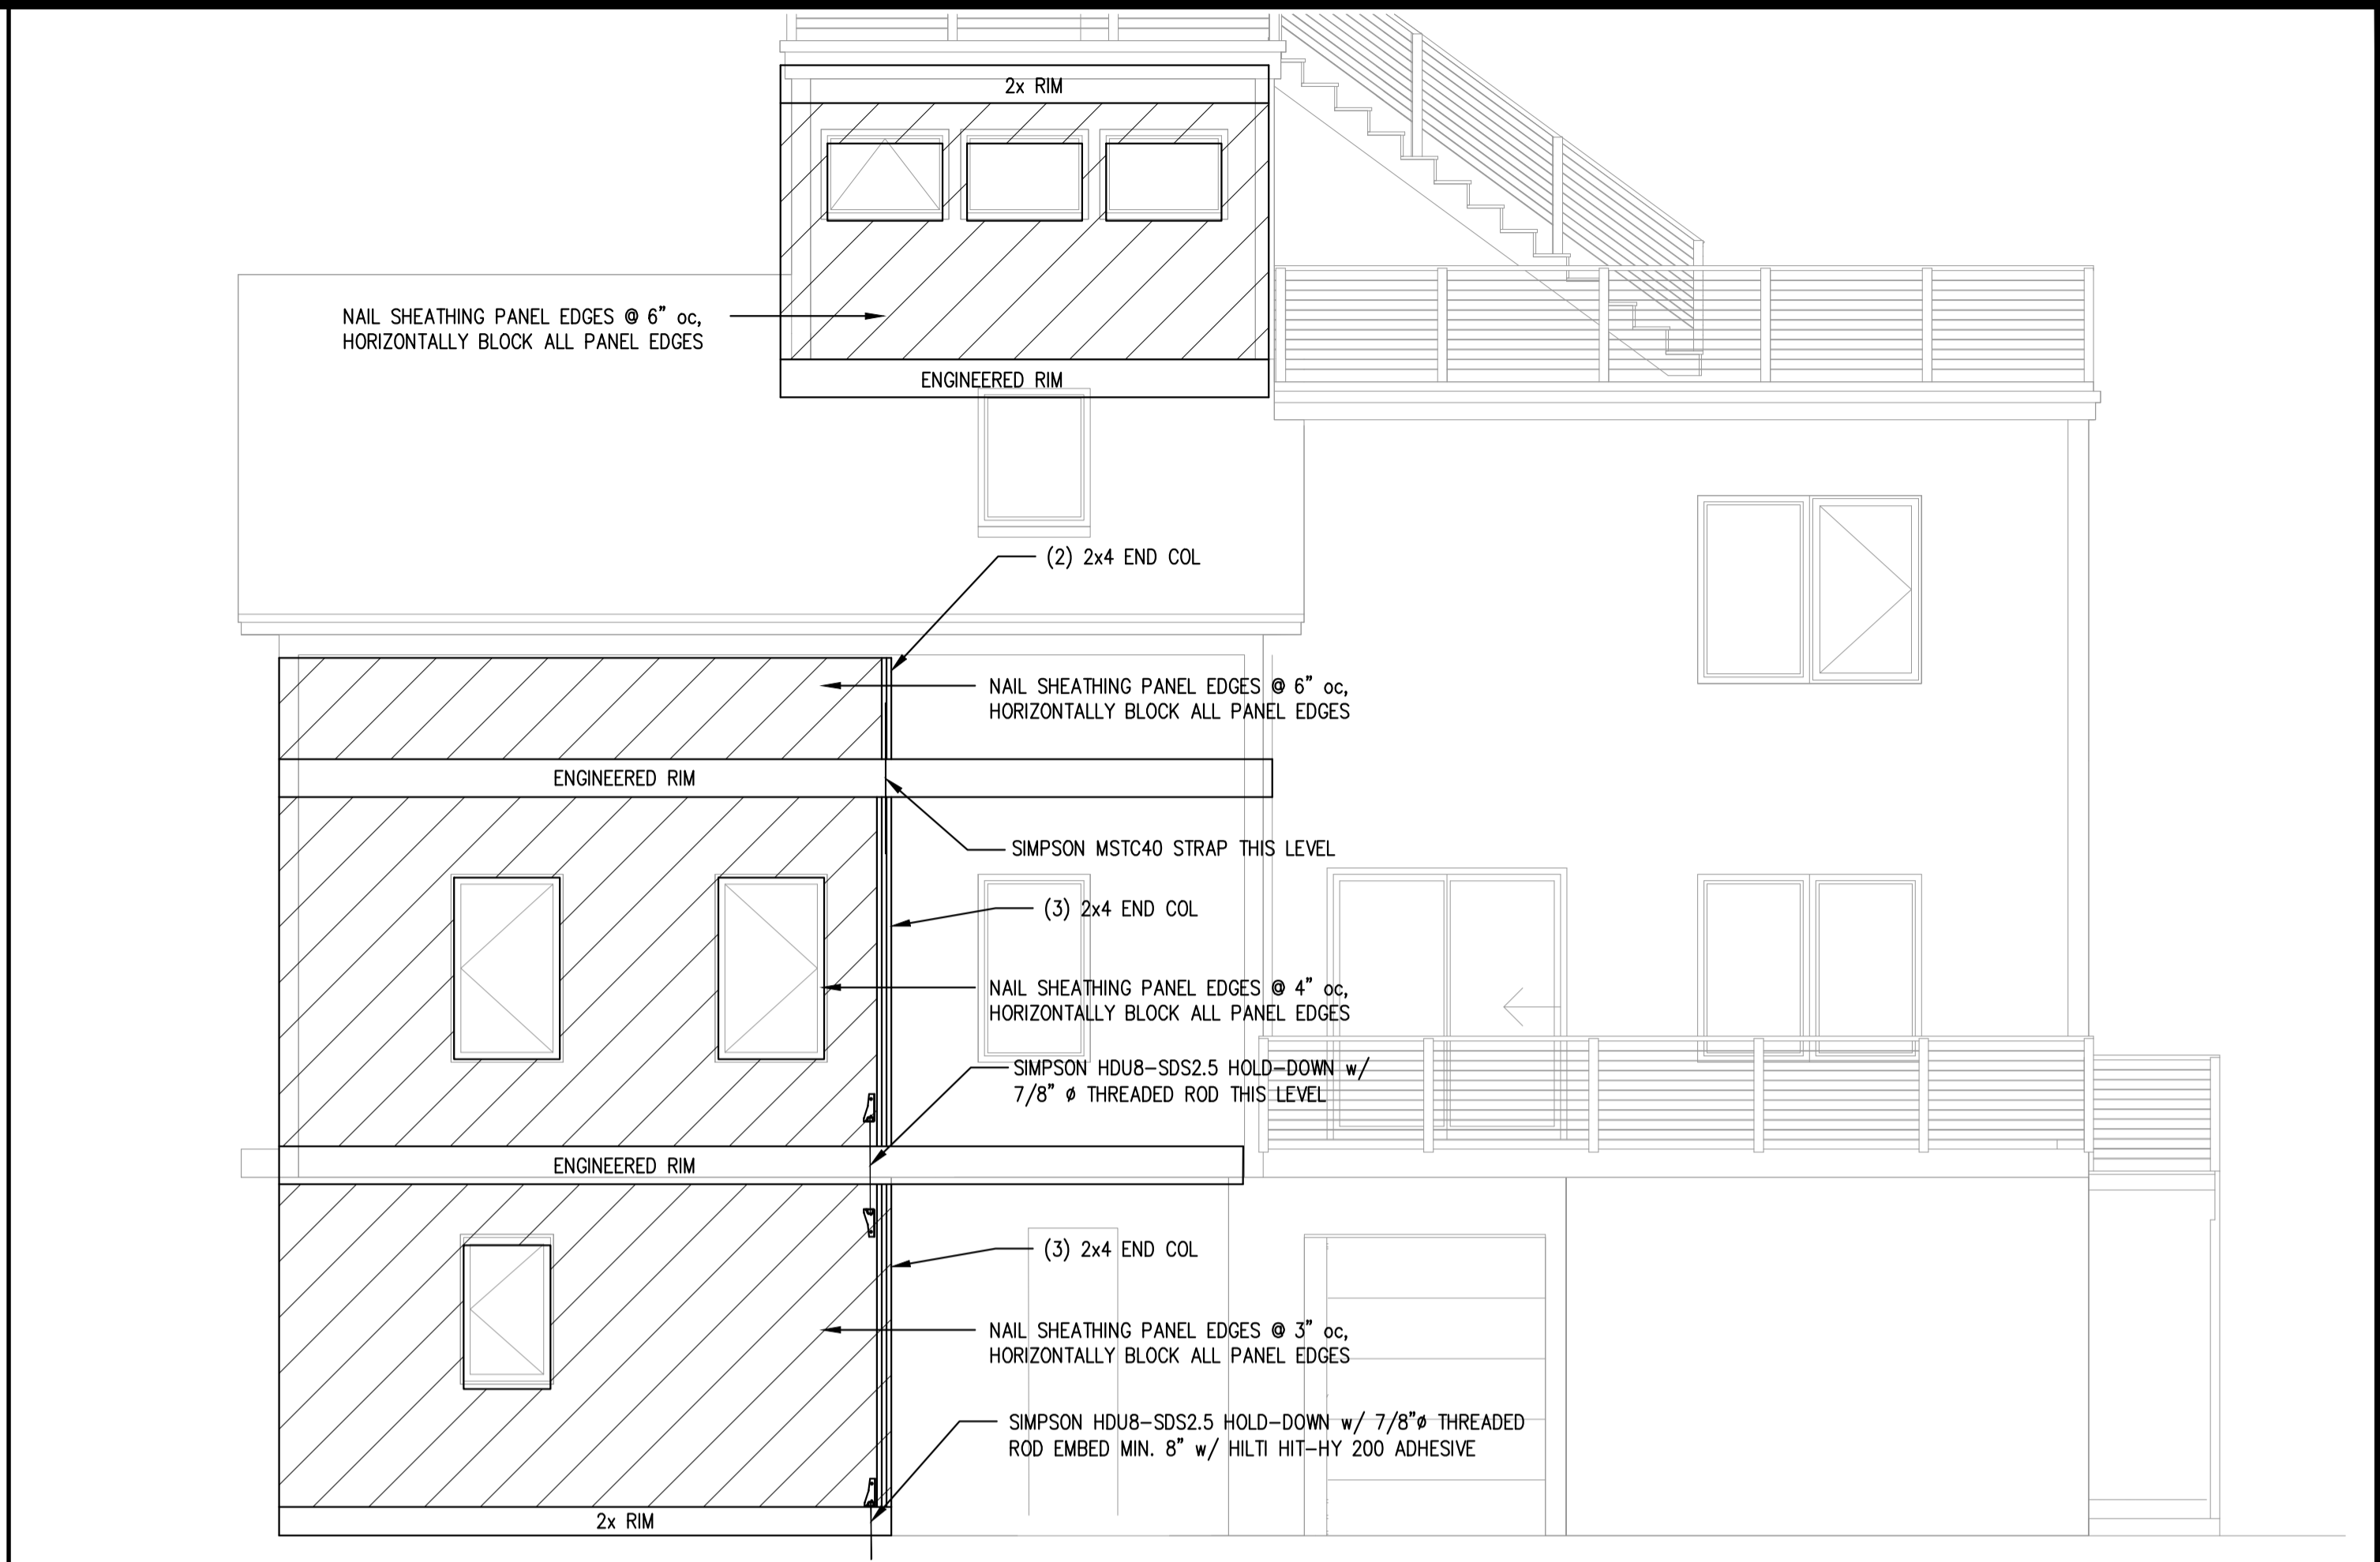 2x RIM
NAIL SHEATHING PANEL EDGES @ 6" oc,
HORIZONTALLY BLOCK ALL PANEL EDGES
ENGINEERED RIM
(2) 2x4 END COL
NAIL SHEATHING PANEL EDGES @ 6" oc,
HORIZONTALLY BLOCK ALL PANEL EDGES
ENGINEERED RIM
SIMPSON MSTC40 STRAP THIS LEVEL
(3) 2x4 END COL
NAIL SHEATHING PANEL EDGES @ 4" oc,
HORIZONTALLY BLOCK ALL PANEL EDGES
SIMPSON HDU8-SDS2.5 HOLD-DOWN w/
7/8" ø THREADED ROD THIS LEVEL
ENGINEERED RIM
(3) 2x4 END COL
NAIL SHEATHING PANEL EDGES @ 3" oc,
HORIZONTALLY BLOCK ALL PANEL EDGES
SIMPSON HDU8-SDS2.5 HOLD-DOWN w/ 7/8"ø THREADED
ROD EMBED MIN. 8" w/ HILTI HIT-HY 200 ADHESIVE
2x RIM